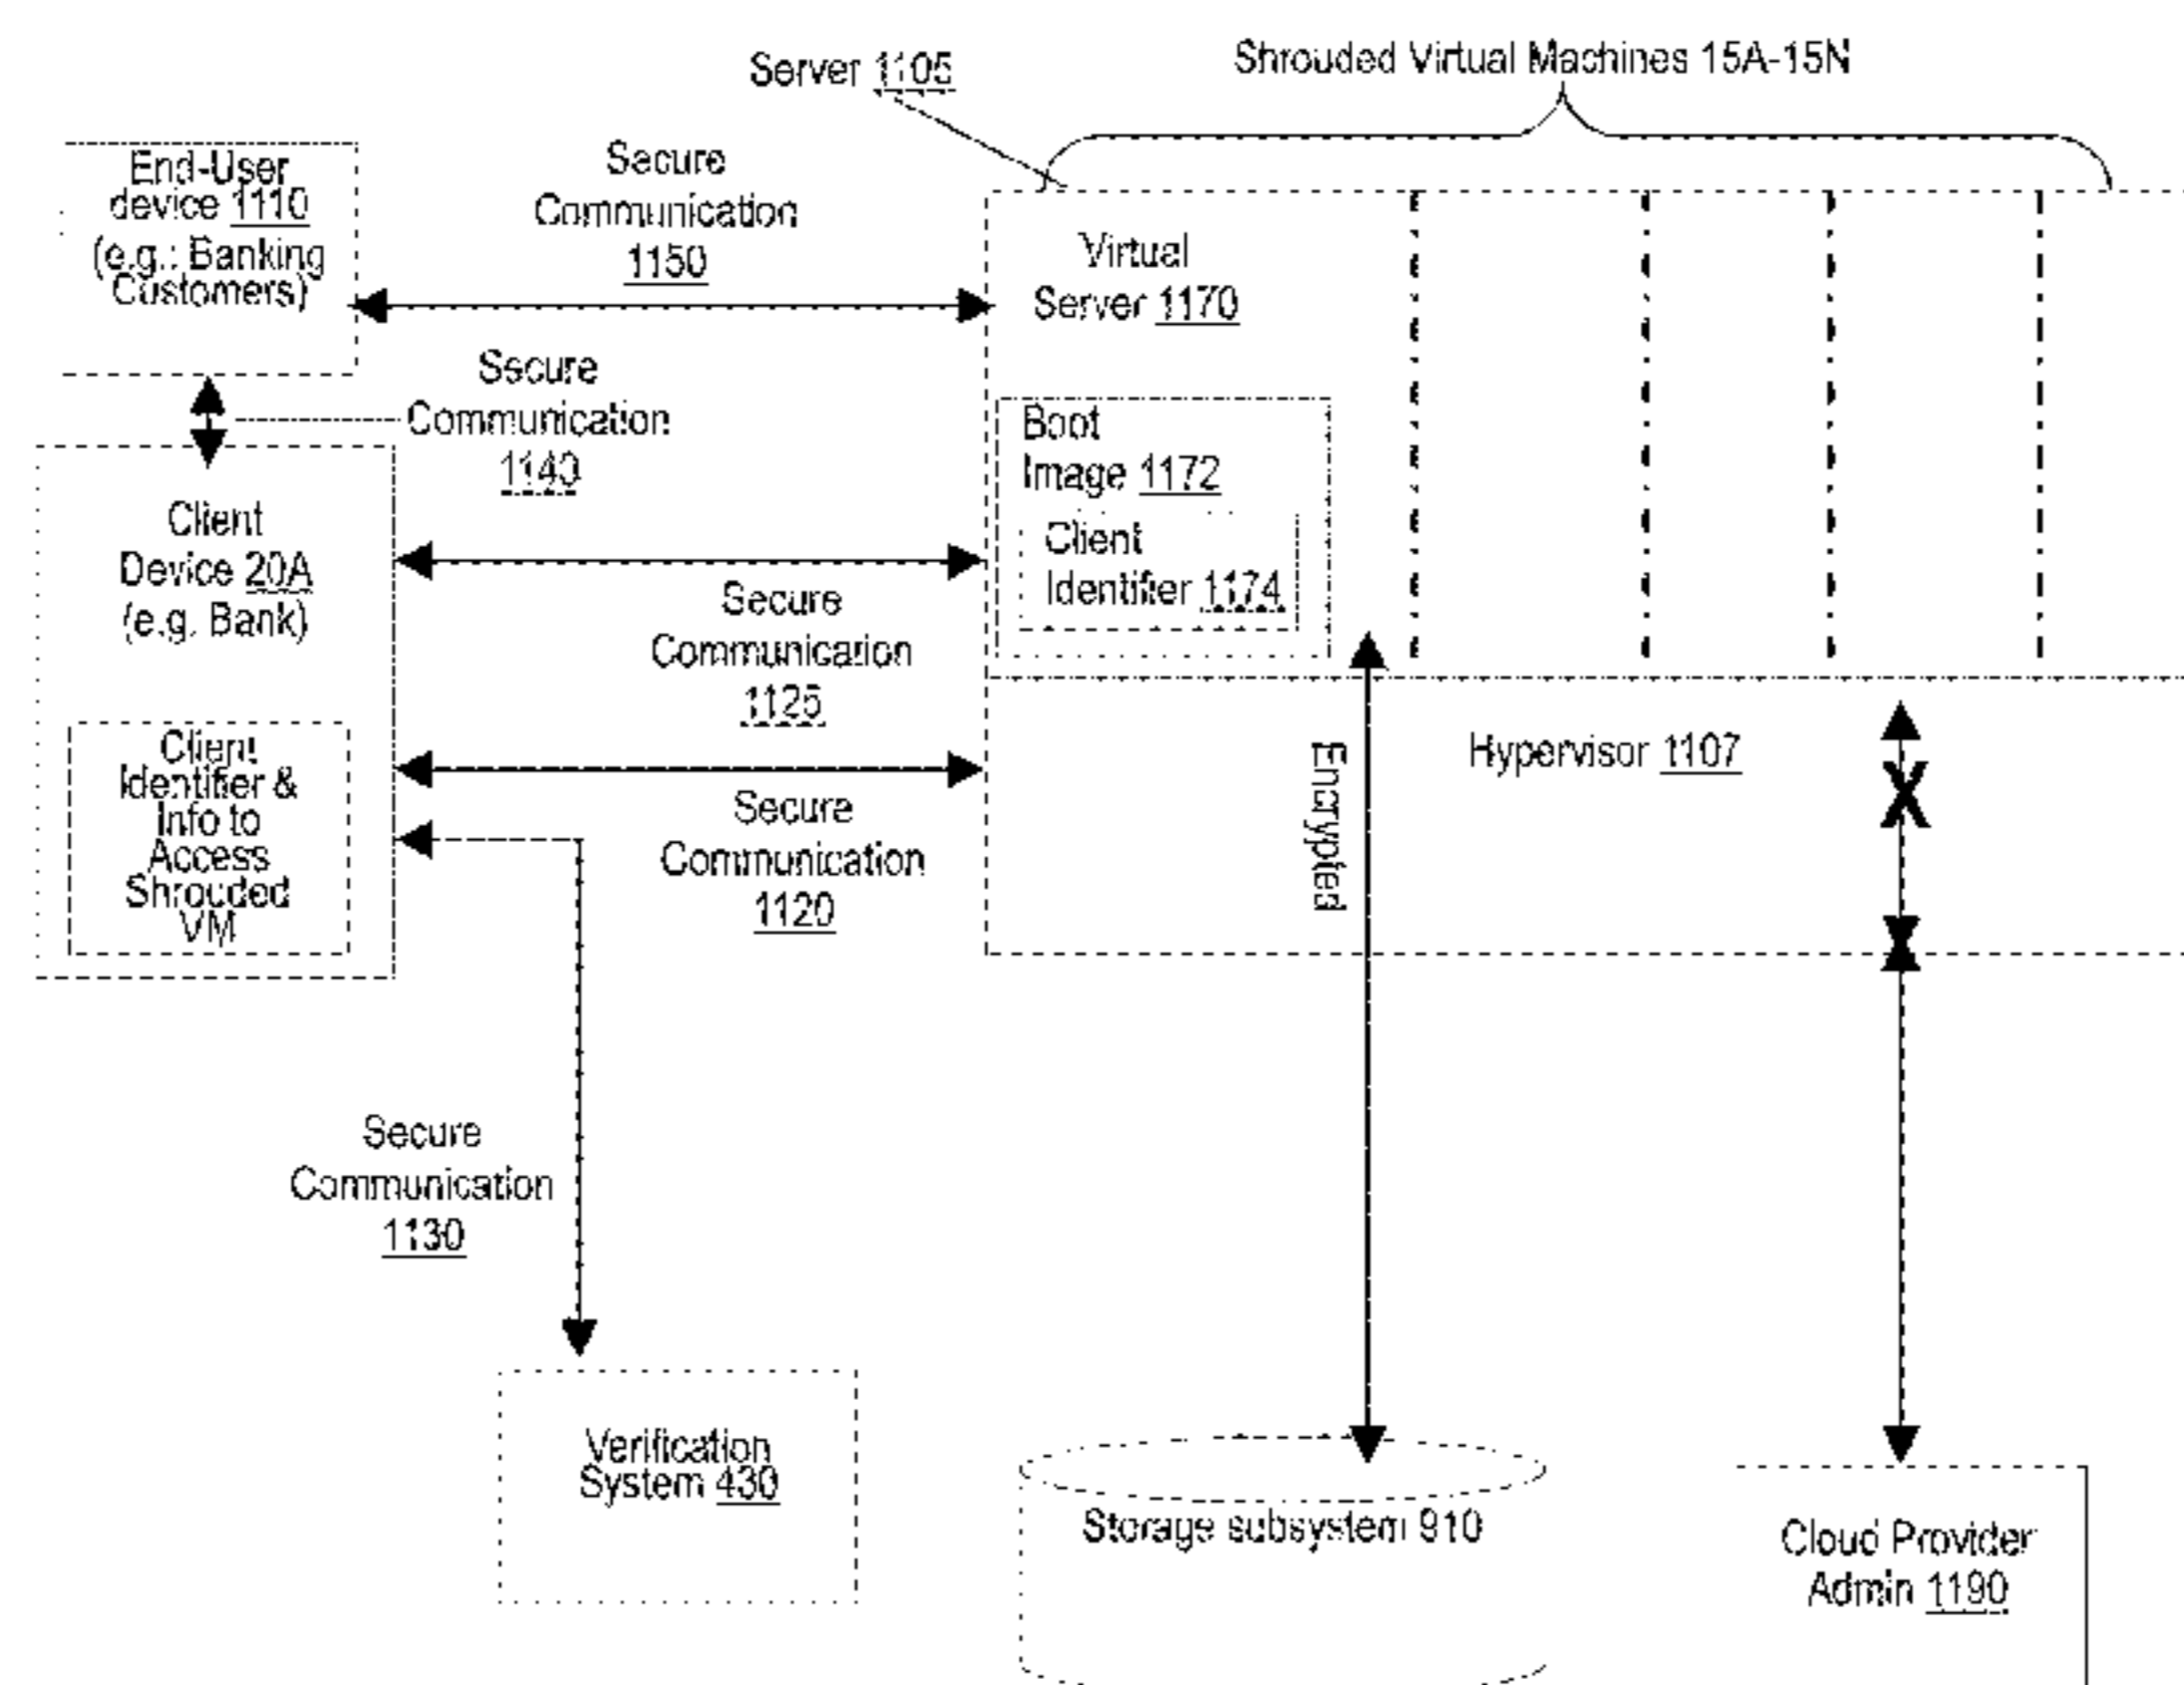 Server 1105
Shrouded Virtual Machines 15A-15N
End-User
device 1110
(e.g.: Banking
Customers)
Secure
Communication
1150
Virtual
Server 1170
Secure
Communication
1140
Boot
Image 1172
Client
Identifier 1174
Client
Device 20A
(e.g. Bank)
Secure
Communication
1125
Client
Identifier &
Info to
Access
Shrouded
VM
Secure
Communication
1120
Encrypted
Hypervisor 1107
X
Secure
Communication
1130
Verification
System 430
Storage subsystem 910
Cloud Provider
Admin 1190